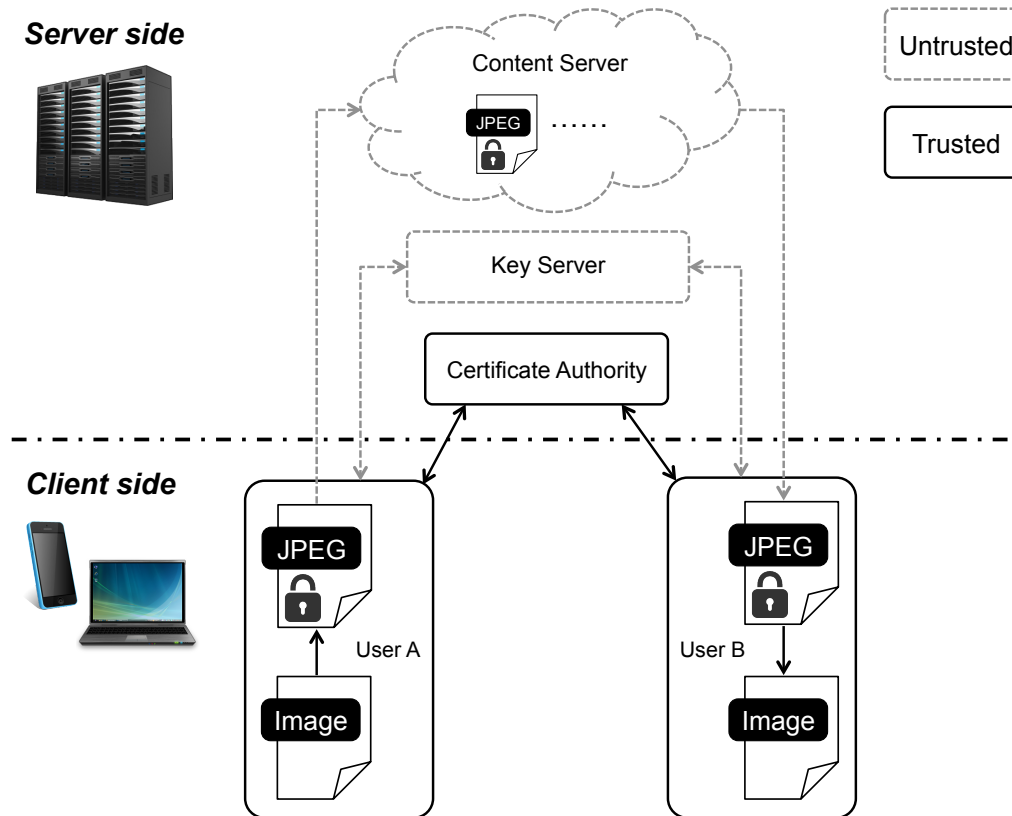 Server side
Content Server
Untrusted
JPEG
......
Trusted
Key Server
Certificate Authority
Client side
JPEG
JPEG
User A
User B
Image
Image